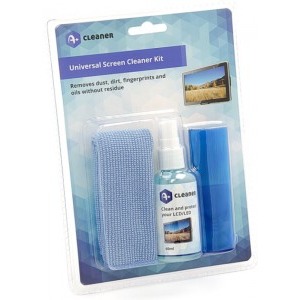 A+ CLEANER
Universal Screen Cleaner Kit
Removes dust, dirt, fingerprints and
oils without residue
A+ CLEANER
Clean and protect
your LCD/LED